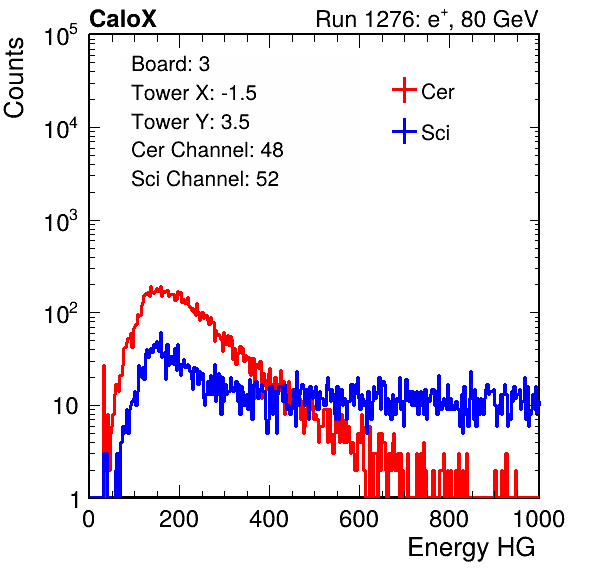 CaloX Run 1276: e⁺, 80 GeV
Counts
10⁵
10⁴
10³
10²
10
1
Board: 3
Tower X: -1.5
Tower Y: 3.5
Cer Channel: 48
Sci Channel: 52
Cer
Sci
0 200 400 600 800 1000
Energy HG